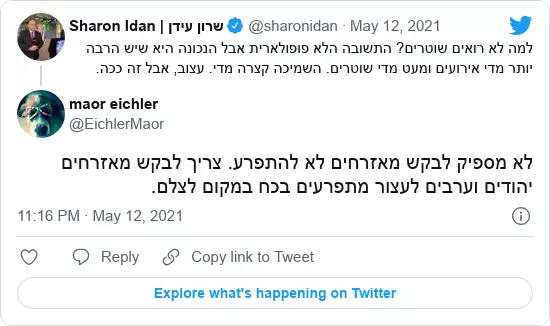 Sharon Idan | שרון עידן @sharonidan · May 12, 2021
למה לא רואים שוטרים? התשובה הלא פופולארית אבל הנכונה היא שיש הרבה
יותר מדי אירועים ומעט מדי שוטרים. השמיכה קצרה מדי. עצוב, אבל זה ככה.
maor eichler
@EichlerMaor
לא מספיק לבקש מאזרחים לא להתפרע. צריך לבקש מאזרחים
יהודים וערבים לעצור מתפרעים בכח במקום לצלם.
11:16 PM · May 12, 2021
Reply Copy link to Tweet
Explore what's happening on Twitter